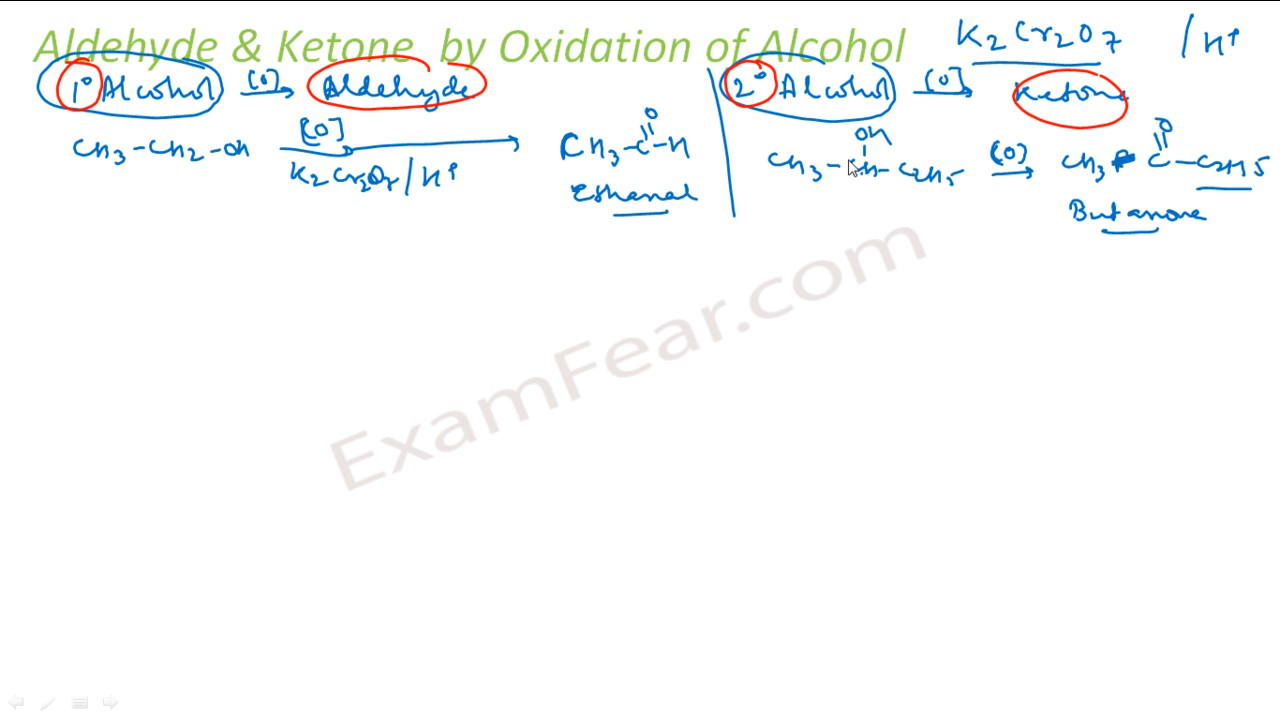 Aldehyde & Ketone by Oxidation of Alcohol
K2Cr2O7 / H+
1° Alcohol [O] Aldehyde
2° Alcohol [O] Ketone
CH3-CH2-OH [O] K2Cr2O7/H+ CH3-C-H O
Ethanal
OH
CH3-CH-C2H5 [O] CH3 C-C2H5 O
Butanone
ExamFear.com